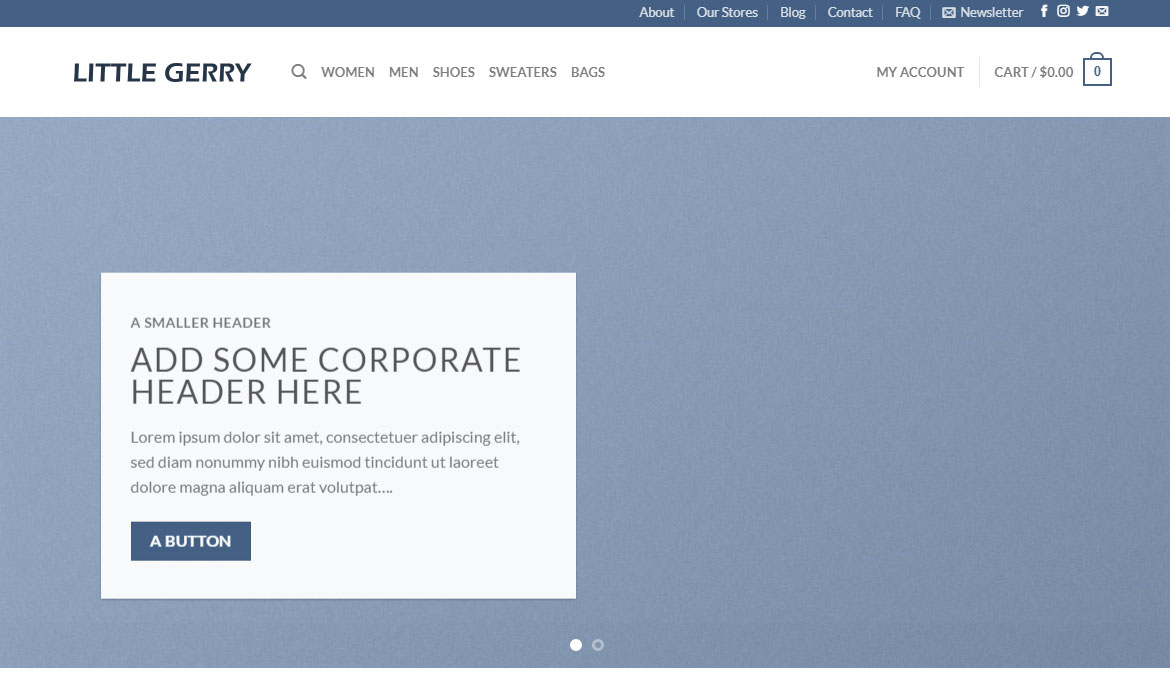 About Our Stores Blog Contact FAQ Newsletter
LITTLE GERRY WOMEN MEN SHOES SWEATERS BAGS MY ACCOUNT CART / $0.00 0
A SMALLER HEADER
ADD SOME CORPORATE
HEADER HERE
Lorem ipsum dolor sit amet, consectetuer adipiscing elit,
sed diam nonummy nibh euismod tincidunt ut laoreet
dolore magna aliquam erat volutpat....
A BUTTON